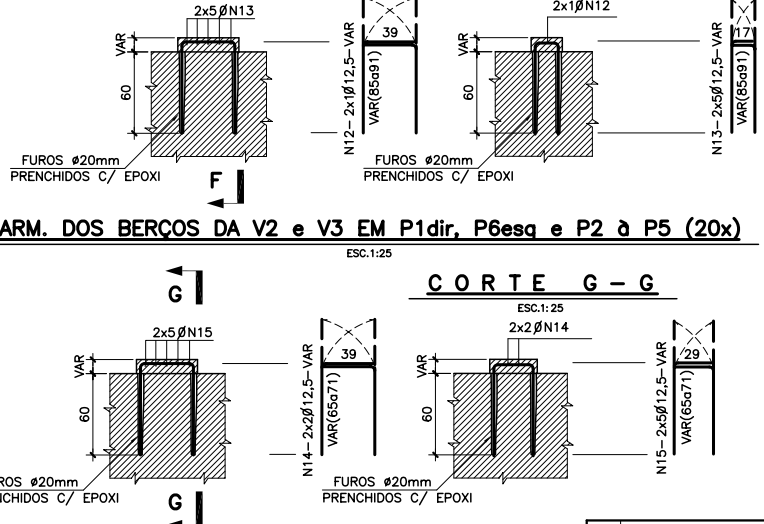 2x5ØN13
VAR
60
FUROS ø20mm
PRENCHIDOS C/ EPOXI
F
39
N12-2x1Ø12,5-VAR
VAR(85a91)
2x1ØN12
VAR
60
FUROS ø20mm
PRENCHIDOS C/ EPOXI
17
N13-2x5Ø12,5-VAR
VAR(85a91)
ARM. DOS BERÇOS DA V2 e V3 EM P1dir, P6esq e P2 à P5 (20x)
ESC.1:25
G
CORTE G-G
ESC.1:25
2x5ØN15
VAR
60
ROS ø20mm
NCHIDOS C/ EPOXI
G
39
N14-2x2Ø12,5-VAR
VAR(65a71)
2x2ØN14
VAR
60
FUROS ø20mm
PRENCHIDOS C/ EPOXI
29
N15-2x5Ø12,5-VAR
VAR(65a71)